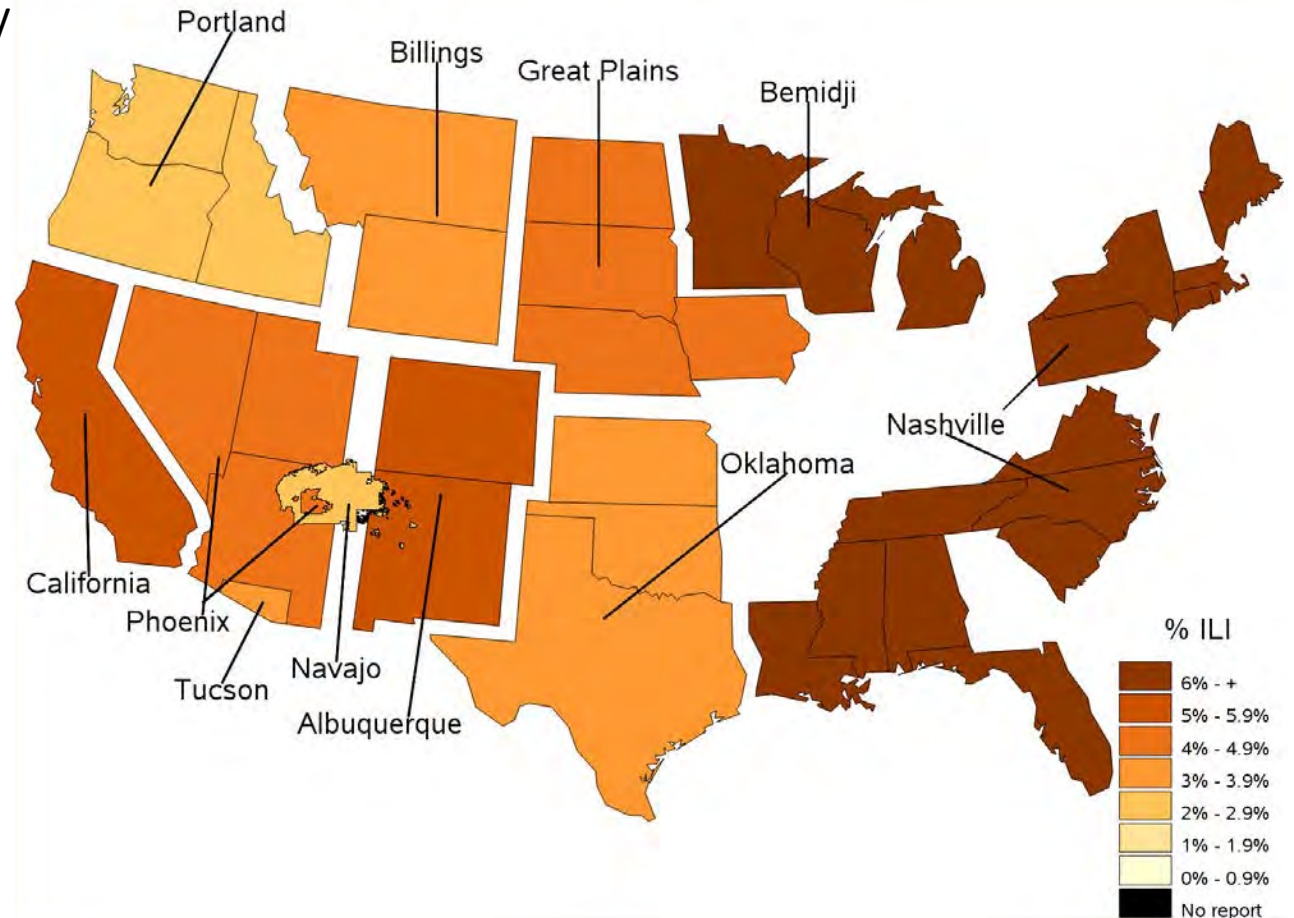 Portland
Billings
Great Plains
Bemidji
Nashville
Oklahoma
California
Phoenix
Navajo
Tucson
Albuquerque
% ILI
6% - +
5% - 5.9%
4% - 4.9%
3% - 3.9%
2% - 2.9%
1% - 1.9%
0% - 0.9%
No report